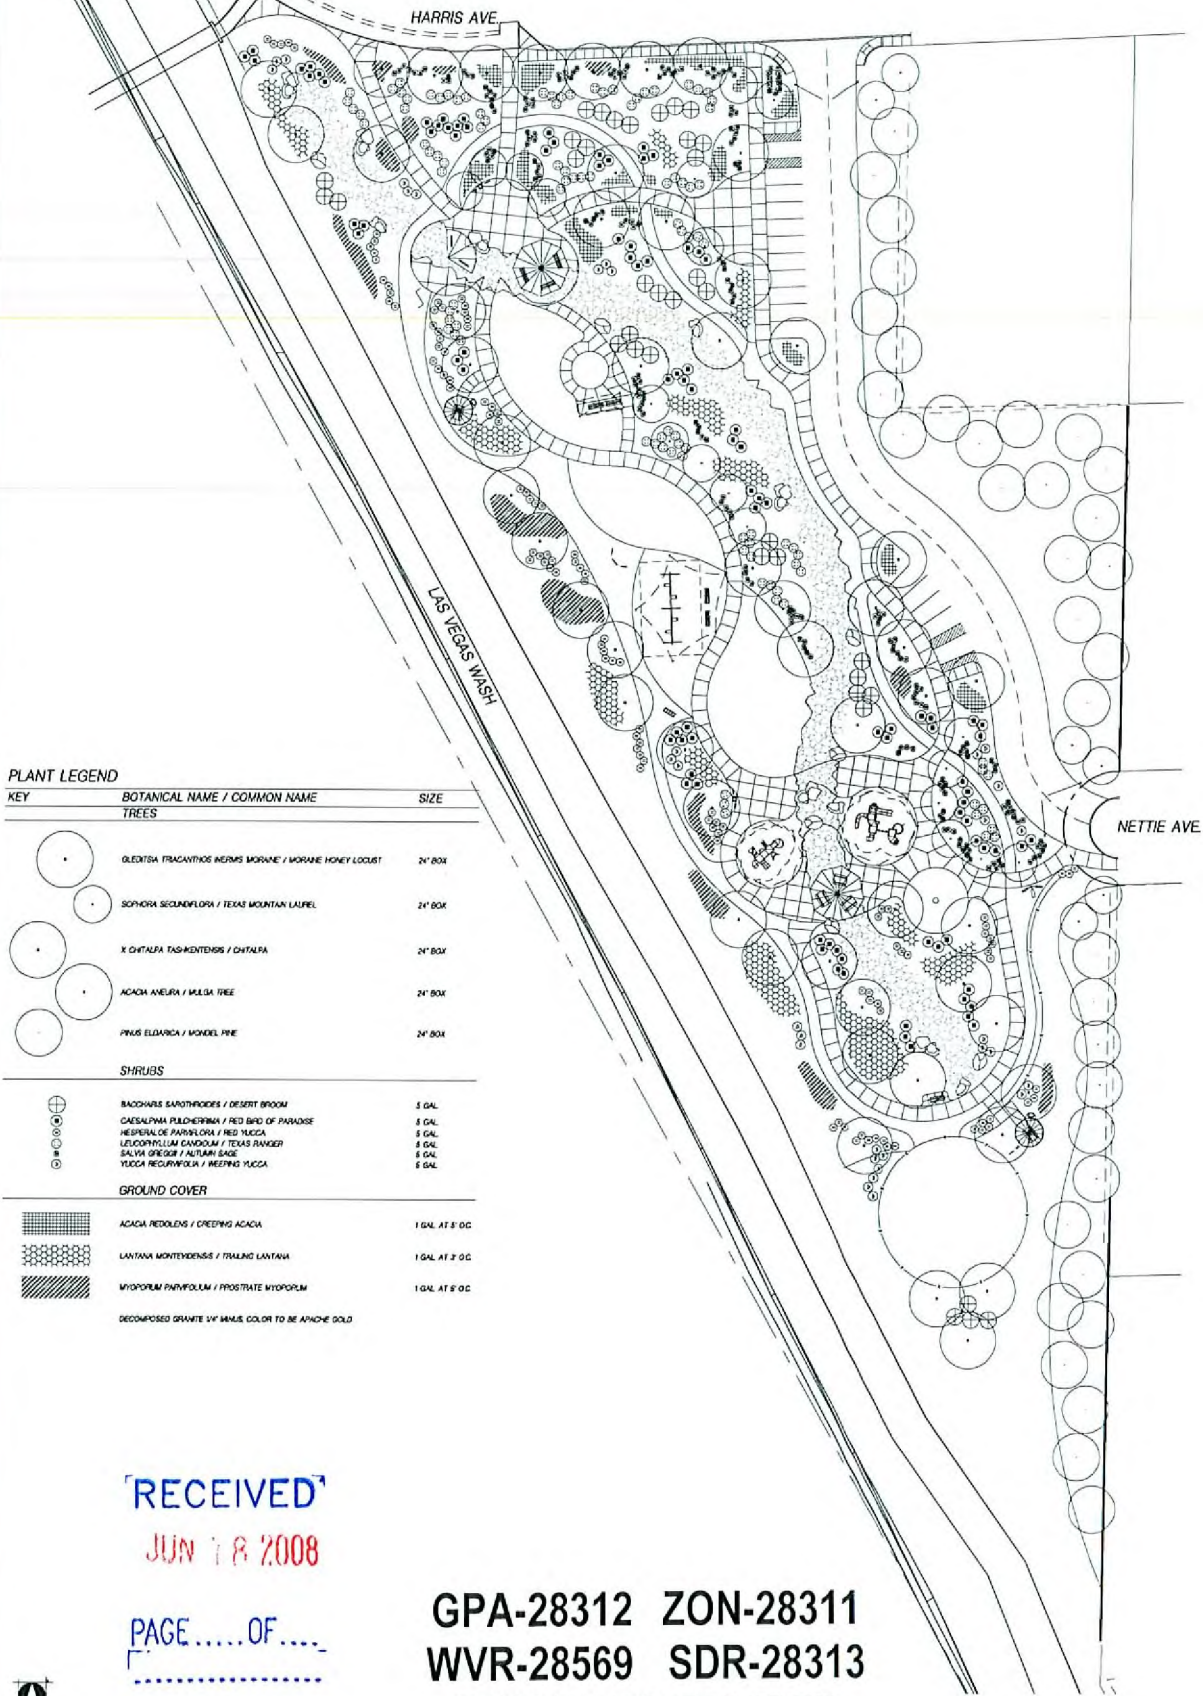 HARRIS AVE.
LAS VEGAS WASH
NETTIE AVE.
PLANT LEGEND
KEY BOTANICAL NAME / COMMON NAME SIZE
TREES
GLEDITSIA TRIACANTHOS INERMIS MORAINE' / MORAINE HONEY LOCUST 24" BOX
SOPHORA SECUNDIFLORA / TEXAS MOUNTAIN LAUREL 24" BOX
X CHITALPA TASHKENTENSIS / CHITALPA 24" BOX
ACACIA ANEURA / MULGA TREE 24" BOX
PINUS ELDARICA / MONDEL PINE 24" BOX
SHRUBS
BACCHARIS SAROTHROIDES / DESERT BROOM 5 GAL
CAESALPINIA PULCHERRIMA / RED BIRD OF PARADISE 5 GAL
HESPERALOE PARVIFLORA / RED YUCCA 5 GAL
LEUCOPHYLLUM CANDIDUM / TEXAS RANGER 5 GAL
SALVIA GREGGII / AUTUMN SAGE 5 GAL
YUCCA RECURVIFOLIA / WEEPING YUCCA 5 GAL
GROUND COVER
ACACIA REDOLENS / CREEPING ACACIA 1 GAL AT 5' OC
LANTANA MONTEVIDENSIS / TRAILING LANTANA 1 GAL AT 3' OC
MYOPORUM PARVIFOLIUM / PROSTRATE MYOPORUM 1 GAL AT 5' OC
DECOMPOSED GRANITE 1/4" MINUS, COLOR TO BE APACHE GOLD
RECEIVED
JUN 18 2008
PAGE.....OF....
GPA-28312 ZON-28311
WVR-28569 SDR-28313